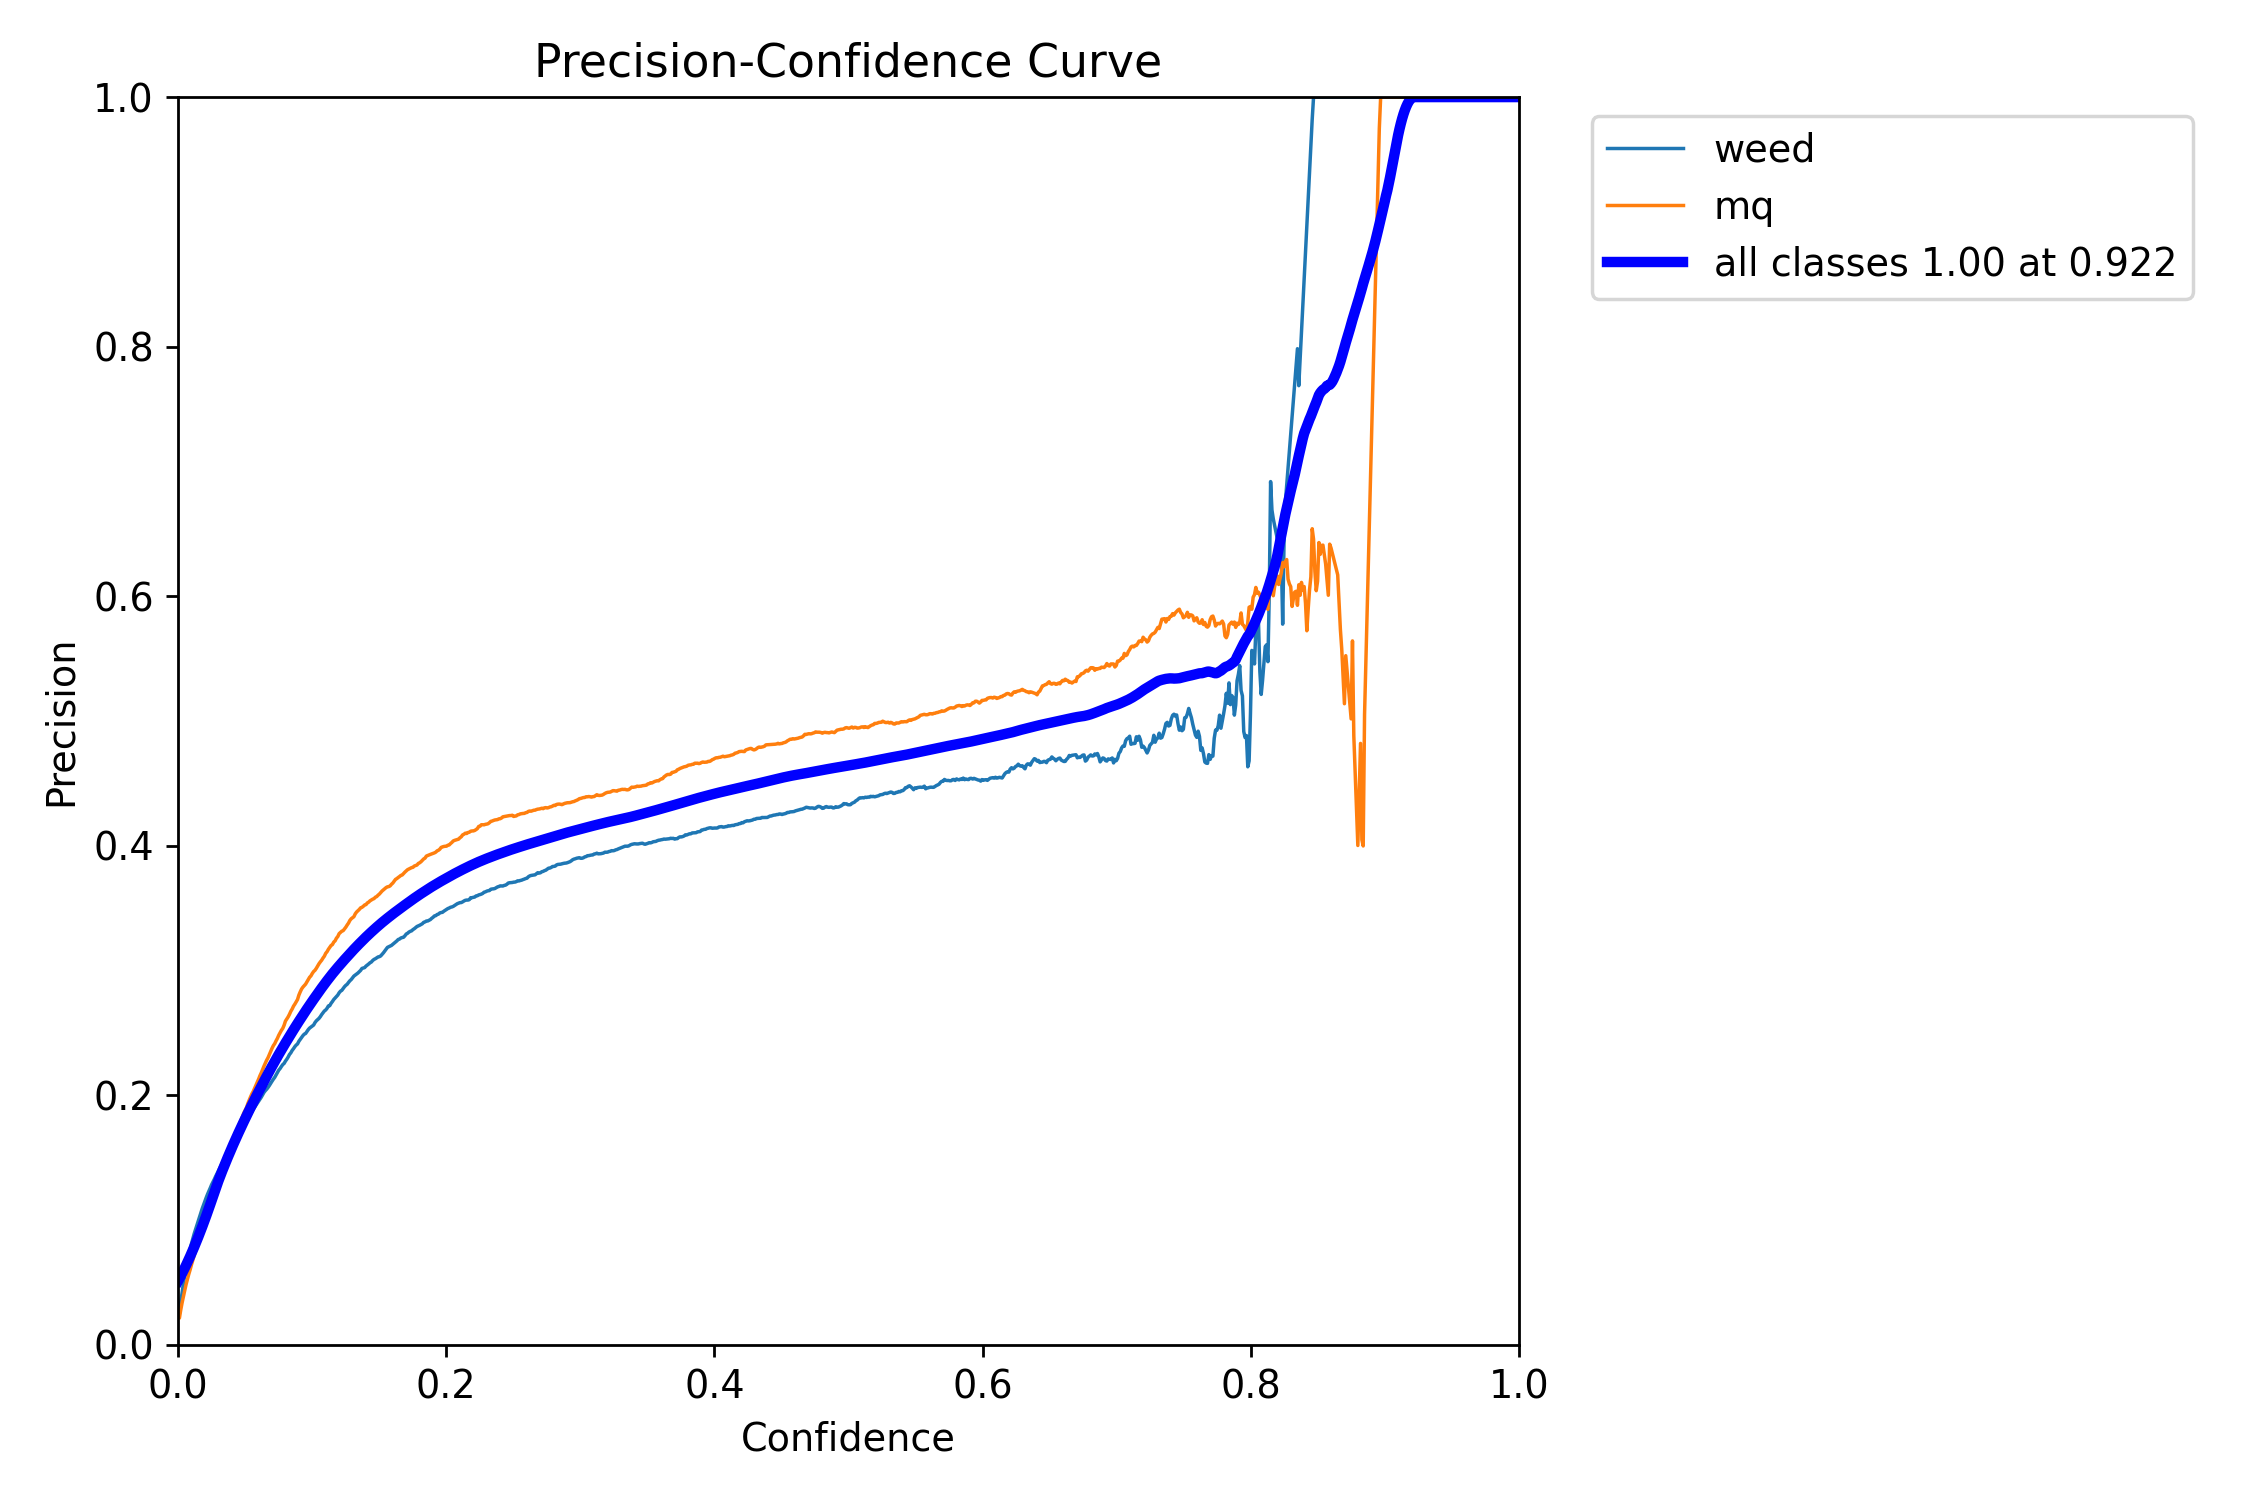 Precision-Confidence Curve
1.0
0.8
0.6
0.4
0.2
0.0
Precision
0.0 0.2 0.4 0.6 0.8 1.0
Confidence
weed
mq
all classes 1.00 at 0.922